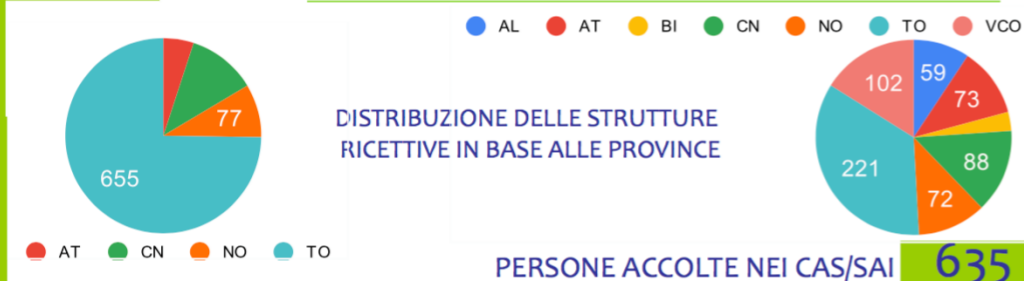 AL AT BI CN NO TO VCO
77
655
AT CN NO TO
DISTRIBUZIONE DELLE STRUTTURE
RICETTIVE IN BASE ALLE PROVINCE
59
102
73
221
88
72
PERSONE ACCOLTE NEI CAS/SAI 635